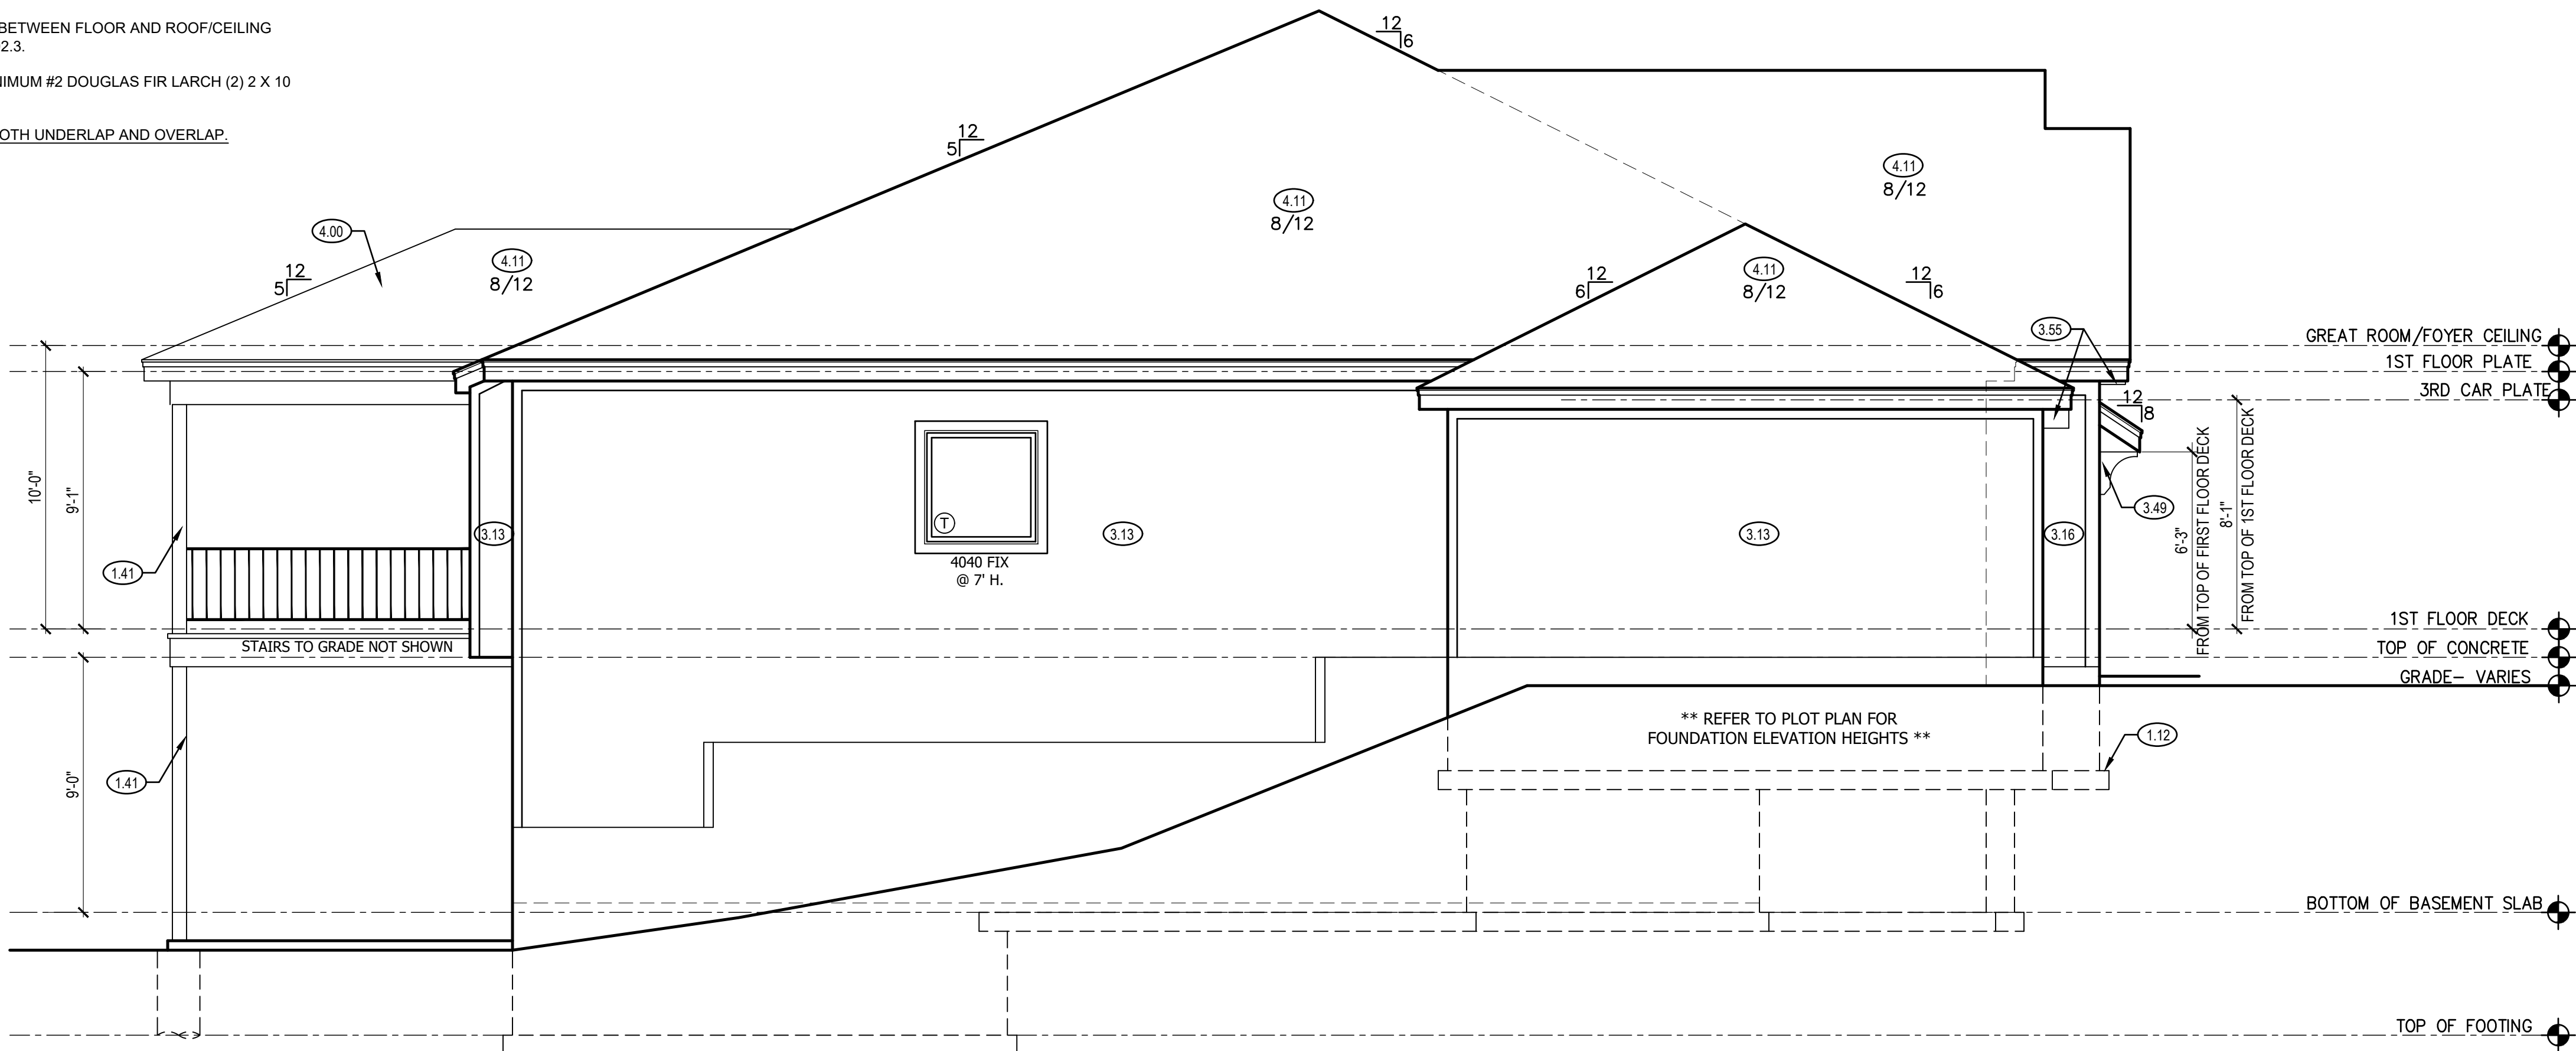 BETWEEN FLOOR AND ROOF/CEILING
2.3.
NIMUM #2 DOUGLAS FIR LARCH (2) 2 X 10
OTH UNDERLAP AND OVERLAP.
12
6
12
5
4.11
8/12
4.11
8/12
4.00
4.11
8/12
12
5
4.11
8/12
12
6
12
6
3.55
GREAT ROOM/FOYER CEILING
1ST FLOOR PLATE
3RD CAR PLATE
12
8
10'-0"
9'-1"
4040 FIX
@ 7' H.
T
3.13
3.13
3.13
3.16
3.49
6'-3"
FROM TOP OF FIRST FLOOR DECK
8'-1"
FROM TOP OF 1ST FLOOR DECK
1.41
STAIRS TO GRADE NOT SHOWN
1ST FLOOR DECK
TOP OF CONCRETE
GRADE- VARIES
** REFER TO PLOT PLAN FOR
FOUNDATION ELEVATION HEIGHTS **
1.12
9'-0"
1.41
BOTTOM OF BASEMENT SLAB
TOP OF FOOTING